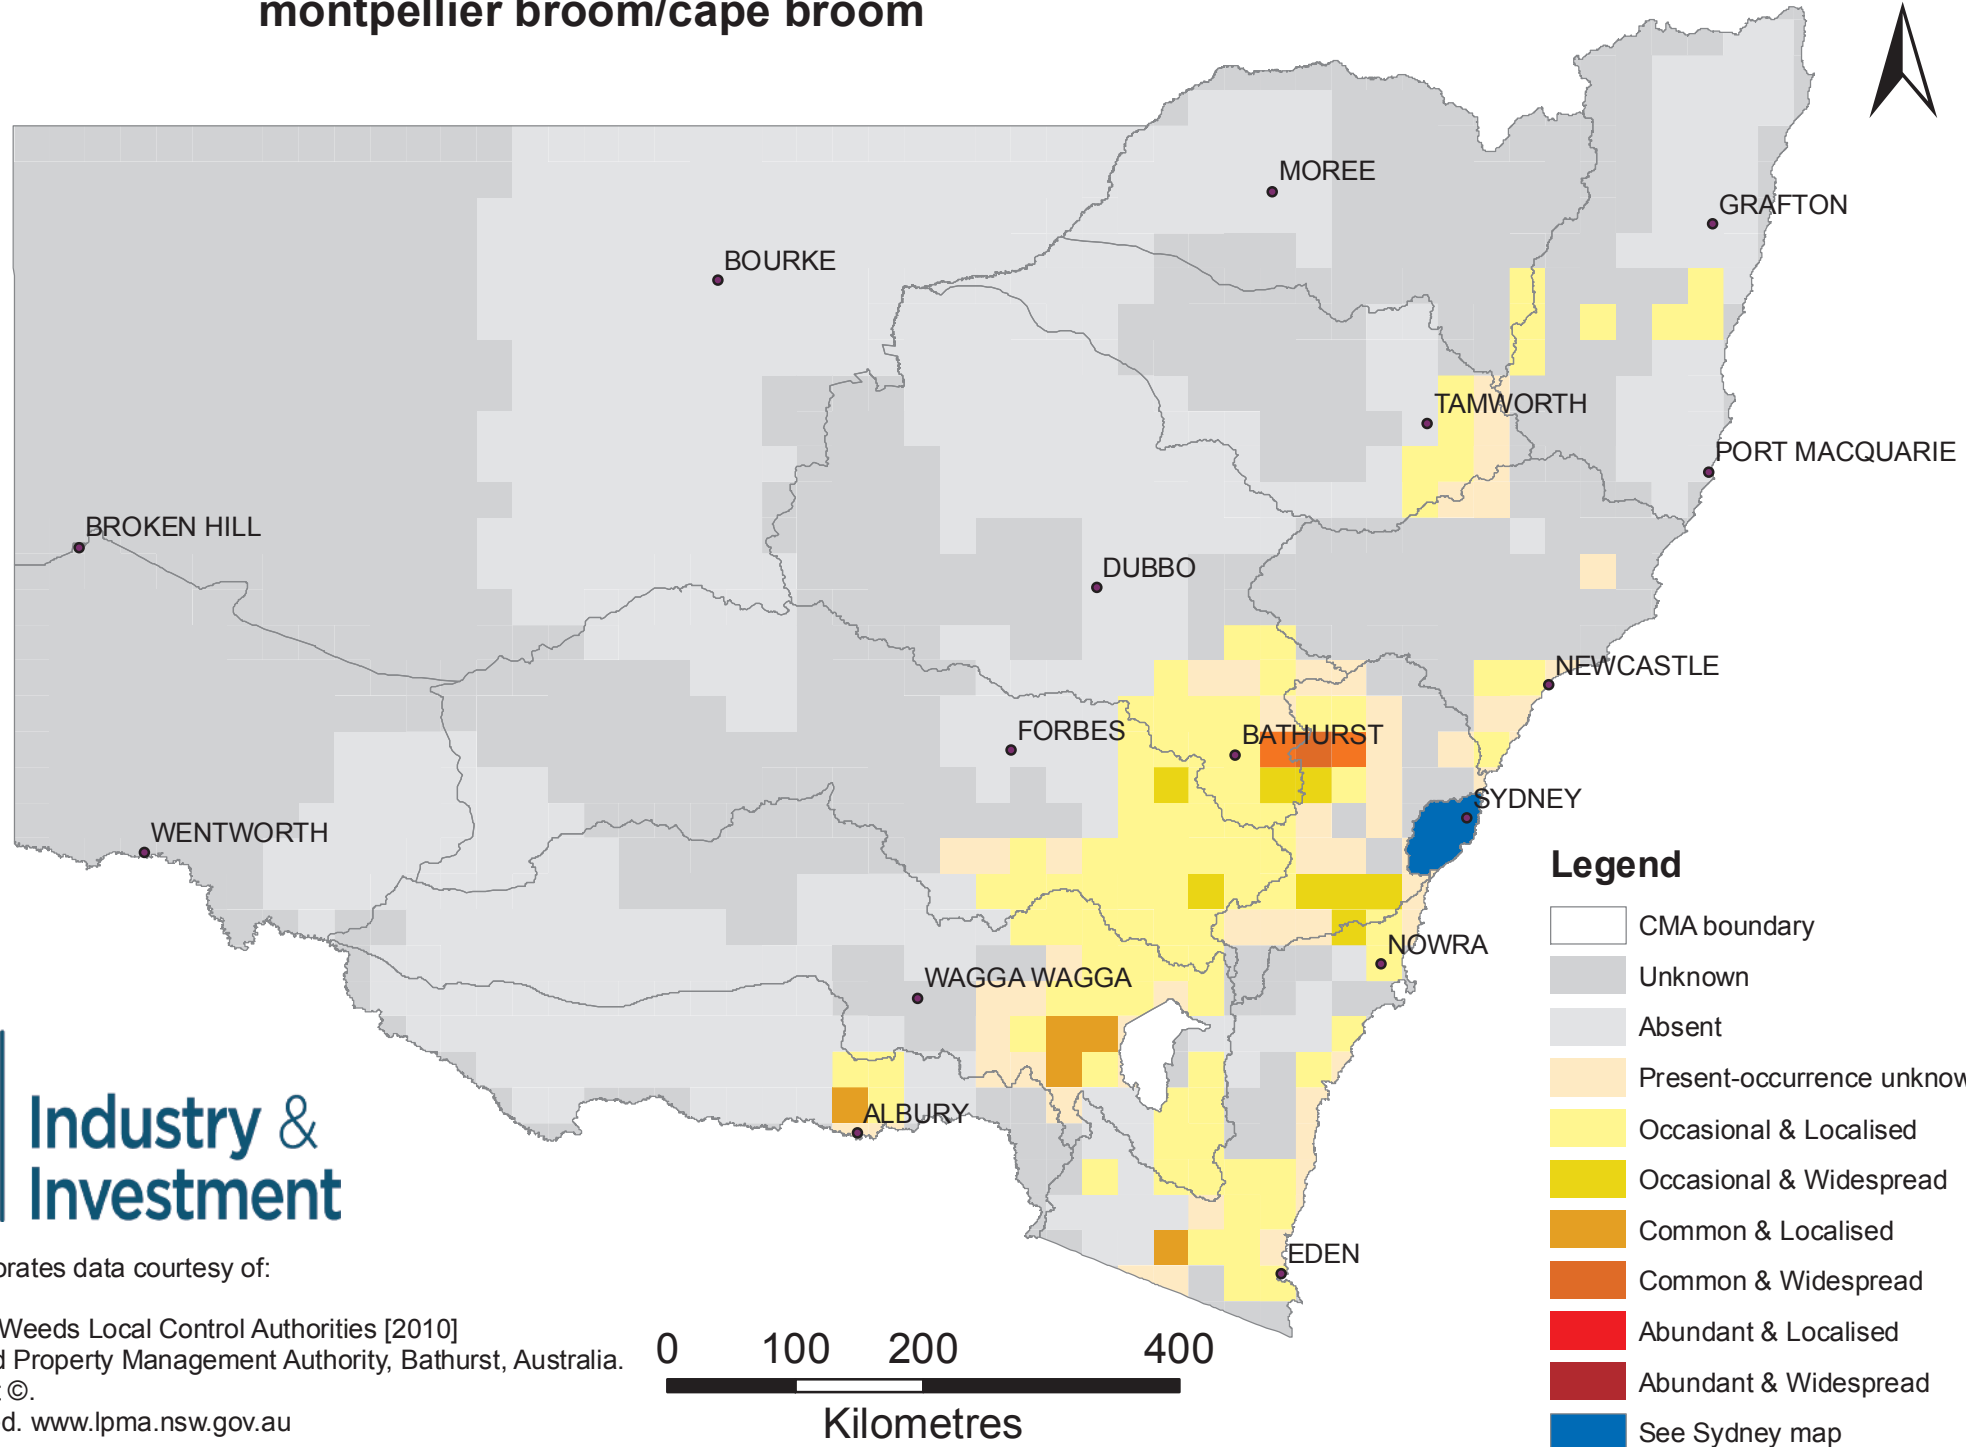 montpellier broom/cape broom
MOREE
GRAFTON
BOURKE
TAMWORTH
PORT MACQUARIE
BROKEN HILL
DUBBO
NEWCASTLE
FORBES
BATHURST
SYDNEY
WENTWORTH
NOWRA
WAGGA WAGGA
ALBURY
EDEN
Legend
CMA boundary
Unknown
Absent
Present-occurrence unknow
Occasional & Localised
Occasional & Widespread
Common & Localised
Common & Widespread
Abundant & Localised
Abundant & Widespread
See Sydney map
Industry &
Investment
orates data courtesy of:
Weeds Local Control Authorities [2010]
d Property Management Authority, Bathurst, Australia.
©.
d. www.lpma.nsw.gov.au
0 100 200 400
Kilometres